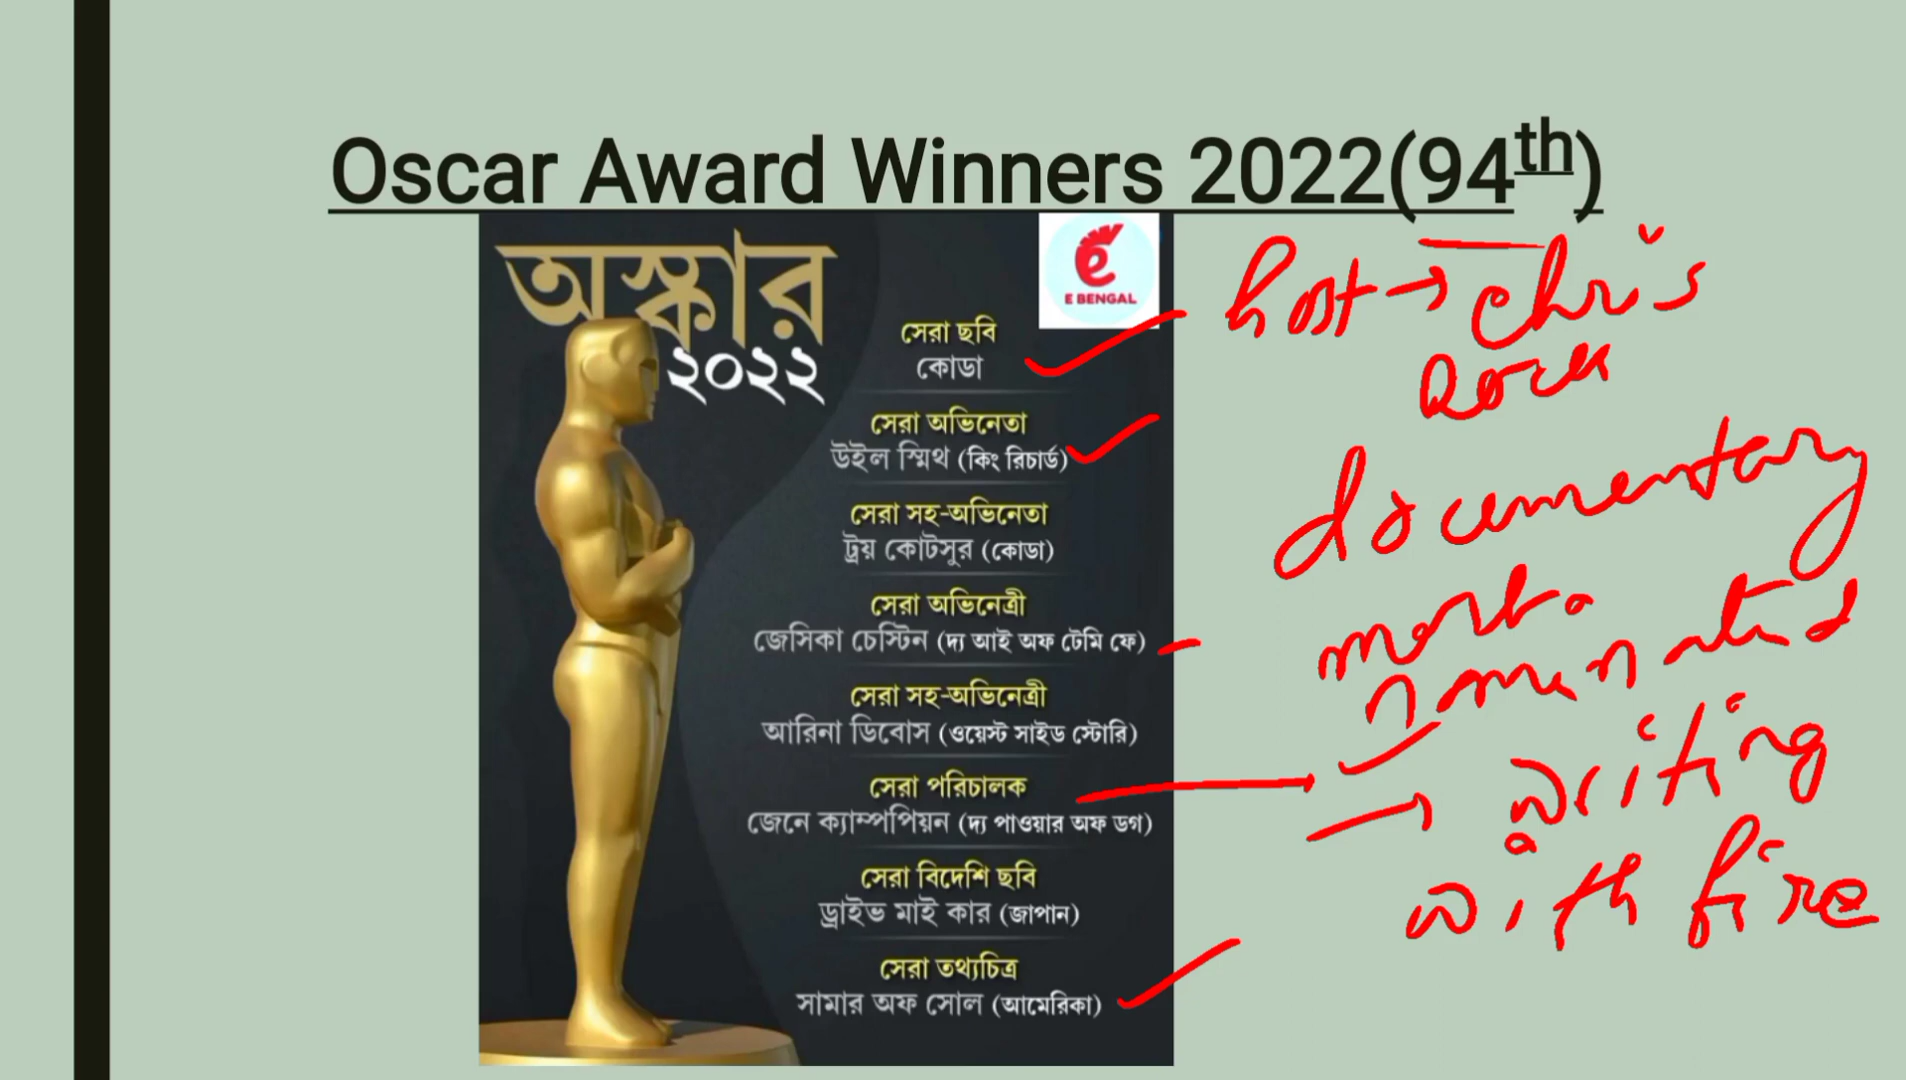 Oscar Award Winners 2022(94th)
অস্কার
২০২২
E BENGAL
সেরা ছবি
কোডা
সেরা অভিনেতা
উইল স্মিথ (কিং রিচার্ড)
সেরা সহ-অভিনেতা
ট্রয় কোটসুর (কোডা)
সেরা অভিনেত্রী
জেসিকা চেস্টিন (দ্য আই অফ টেমি ফে)
সেরা সহ-অভিনেত্রী
আরিনা ডিবোস (ওয়েস্ট সাইড স্টোরি)
সেরা পরিচালক
জেনে ক্যাম্পপিয়ন (দ্য পাওয়ার অফ ডগ)
সেরা বিদেশি ছবি
ড্রাইভ মাই কার (জাপান)
সেরা তথ্যচিত্র
সামার অফ সোল (আমেরিকা)
host → Chris
Rock
documentary
nominated
→ writing
with fire